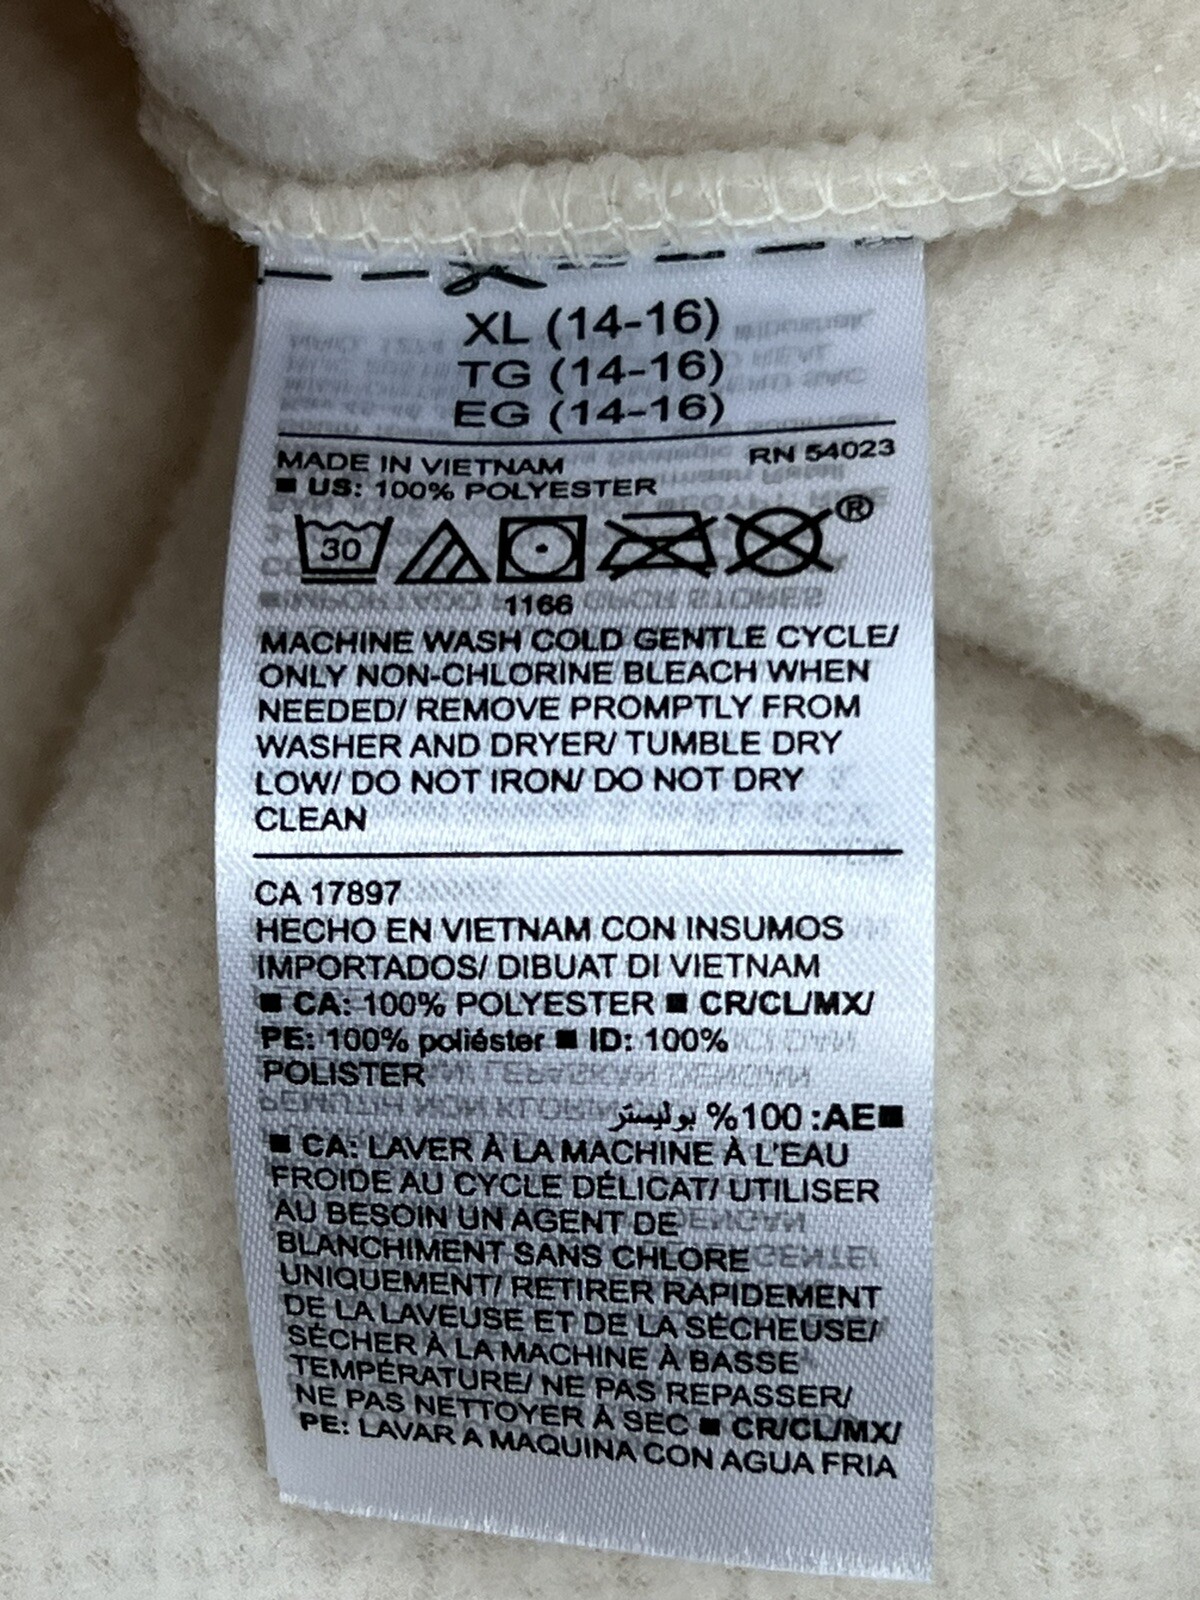 XL (14-16)
TG (14-16)
EG (14-16)
MADE IN VIETNAM RN 54023
■ US: 100% POLYESTER
30 ®
1166
MACHINE WASH COLD GENTLE CYCLE/
ONLY NON-CHLORINE BLEACH WHEN
NEEDED/ REMOVE PROMPTLY FROM
WASHER AND DRYER/ TUMBLE DRY
LOW/ DO NOT IRON/ DO NOT DRY
CLEAN
CA 17897
HECHO EN VIETNAM CON INSUMOS
IMPORTADOS/ DIBUAT DI VIETNAM
■ CA: 100% POLYESTER ■ CR/CL/MX/
PE: 100% poliéster ■ ID: 100%
POLISTER
■AE: 100% بوليستر
■ CA: LAVER À LA MACHINE À L'EAU
FROIDE AU CYCLE DÉLICAT/ UTILISER
AU BESOIN UN AGENT DE
BLANCHIMENT SANS CHLORE
UNIQUEMENT/ RETIRER RAPIDEMENT
DE LA LAVEUSE ET DE LA SÉCHEUSE/
SÉCHER À LA MACHINE À BASSE
TEMPÉRATURE/ NE PAS REPASSER/
NE PAS NETTOYER À SEC ■ CR/CL/MX/
PE: LAVAR A MAQUINA CON AGUA FRIA